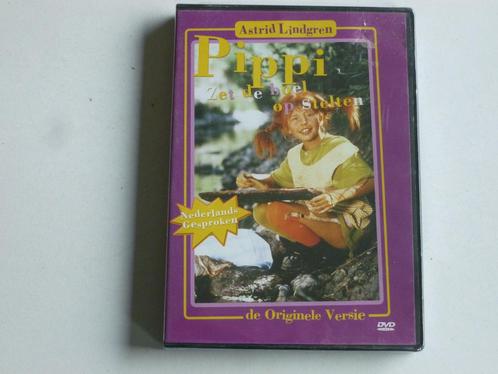 Astrid Lindgren
Pippi
Zet de boel
op Stelten
Nederlands
Gesproken
de Originele Versie
DVD